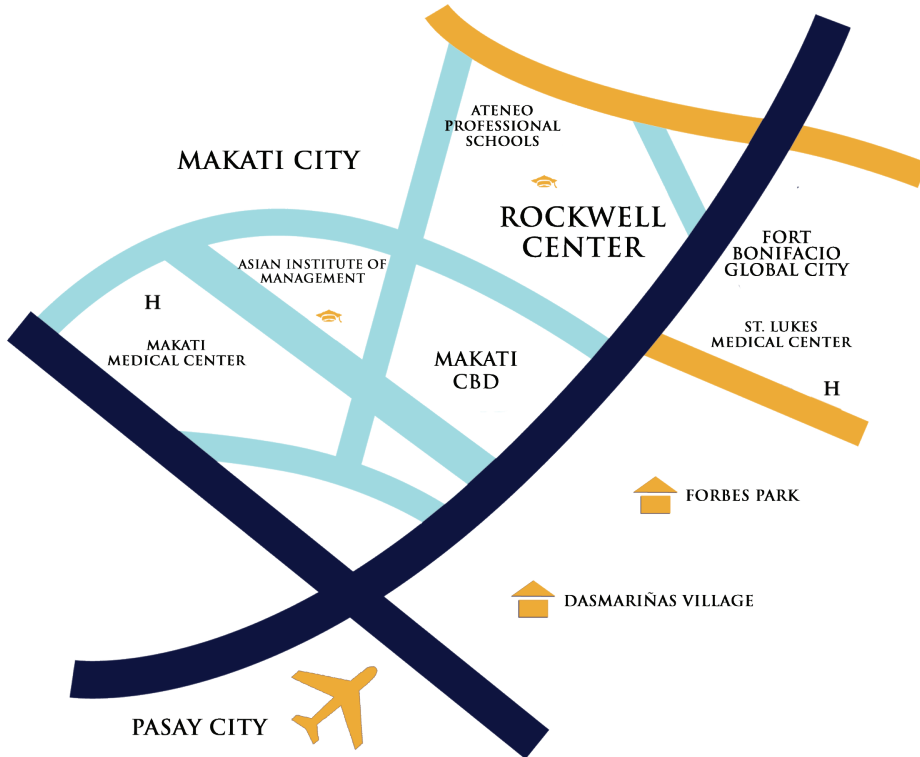 ATENEO
PROFESSIONAL
SCHOOLS
MAKATI CITY
ROCKWELL
CENTER
FORT
BONIFACIO
GLOBAL CITY
ASIAN INSTITUTE OF
MANAGEMENT
H
MAKATI
MEDICAL CENTER
MAKATI
CBD
ST. LUKES
MEDICAL CENTER
H
FORBES PARK
DASMARIÑAS VILLAGE
PASAY CITY